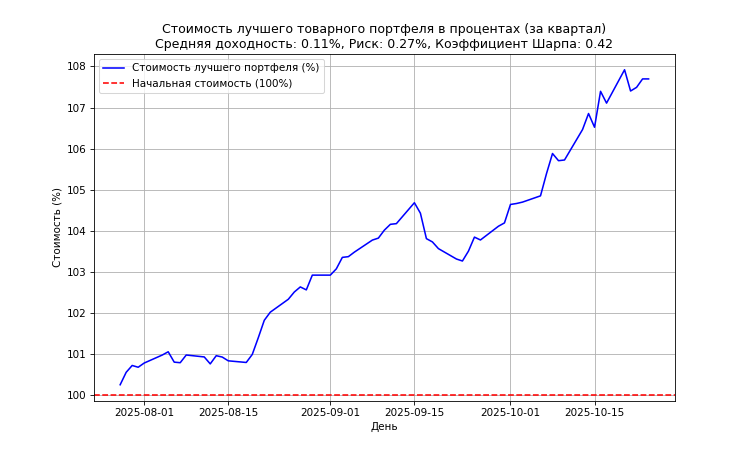 Стоимость лучшего товарного портфеля в процентах (за квартал)
Средняя доходность: 0.11%, Риск: 0.27%, Коэффициент Шарпа: 0.42
Стоимость лучшего портфеля (%)
Начальная стоимость (100%)
Стоимость (%)
108
107
106
105
104
103
102
101
100
2025-08-01 2025-08-15 2025-09-01 2025-09-15 2025-10-01 2025-10-15
День